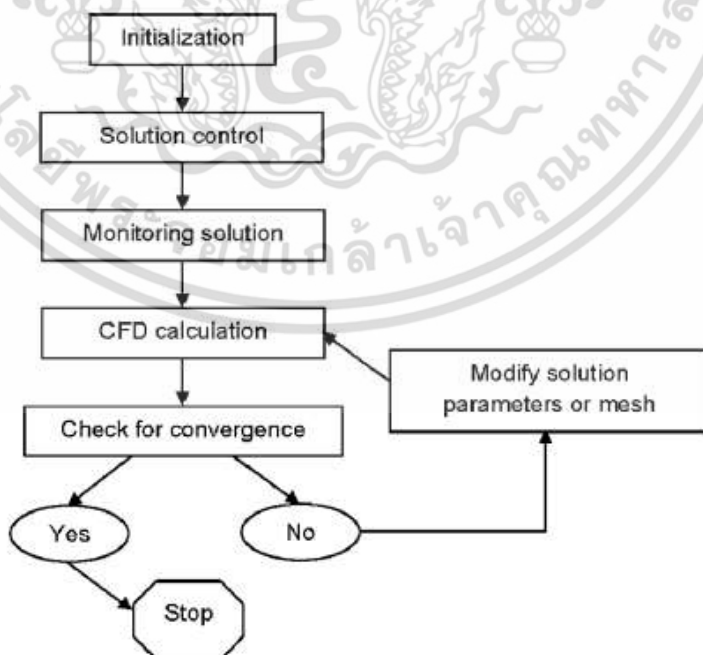 Initialization
Solution control
Monitoring solution
CFD calculation
Modify solution
parameters or mesh
Check for convergence
Yes
No
Stop